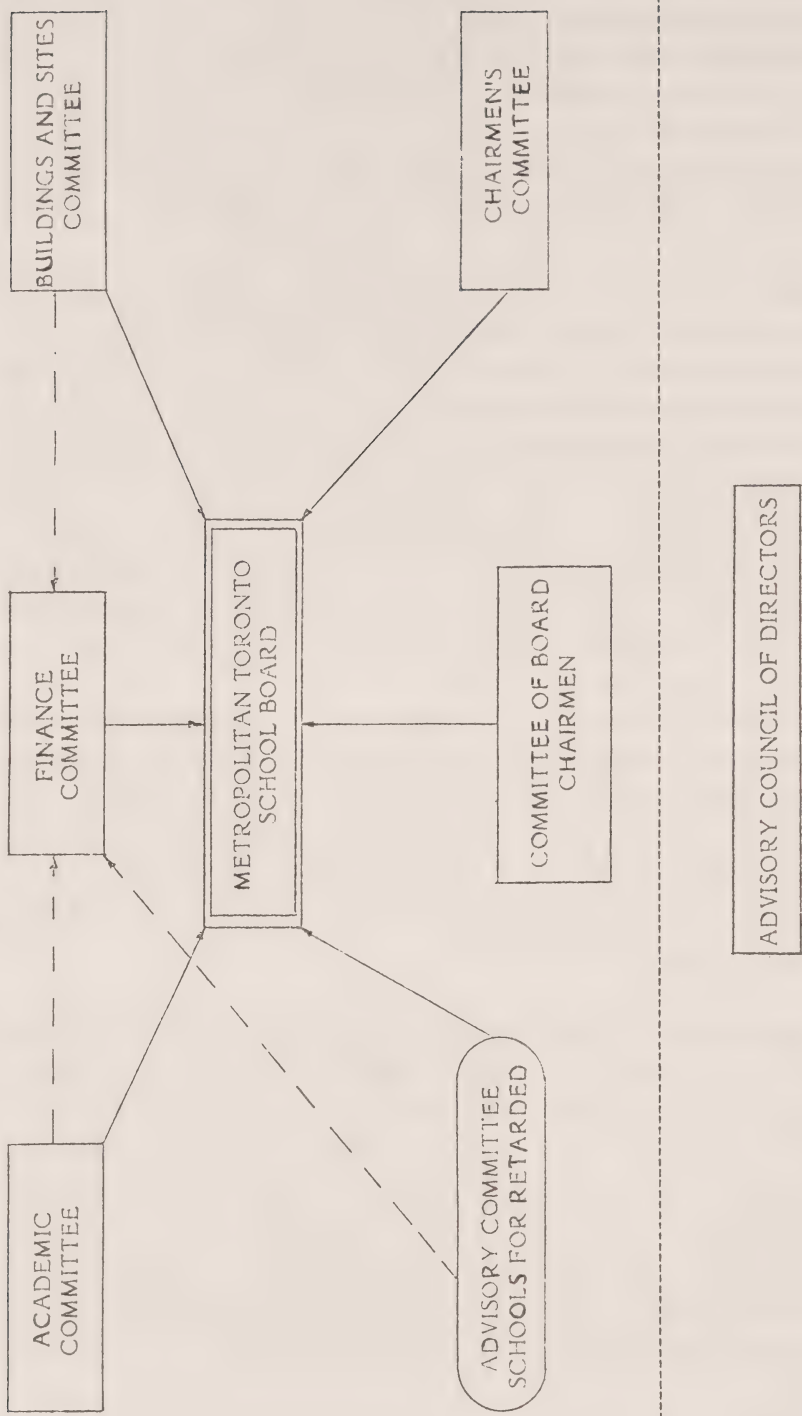 ACADEMIC
COMMITTEE
FINANCE
COMMITTEE
BUILDINGS AND SITES
COMMITTEE
METROPOLITAN TORONTO
SCHOOL BOARD
ADVISORY COMMITTEE
SCHOOLS FOR RETARDED
COMMITTEE OF BOARD
CHAIRMEN
CHAIRMEN'S
COMMITTEE
ADVISORY COUNCIL OF DIRECTORS